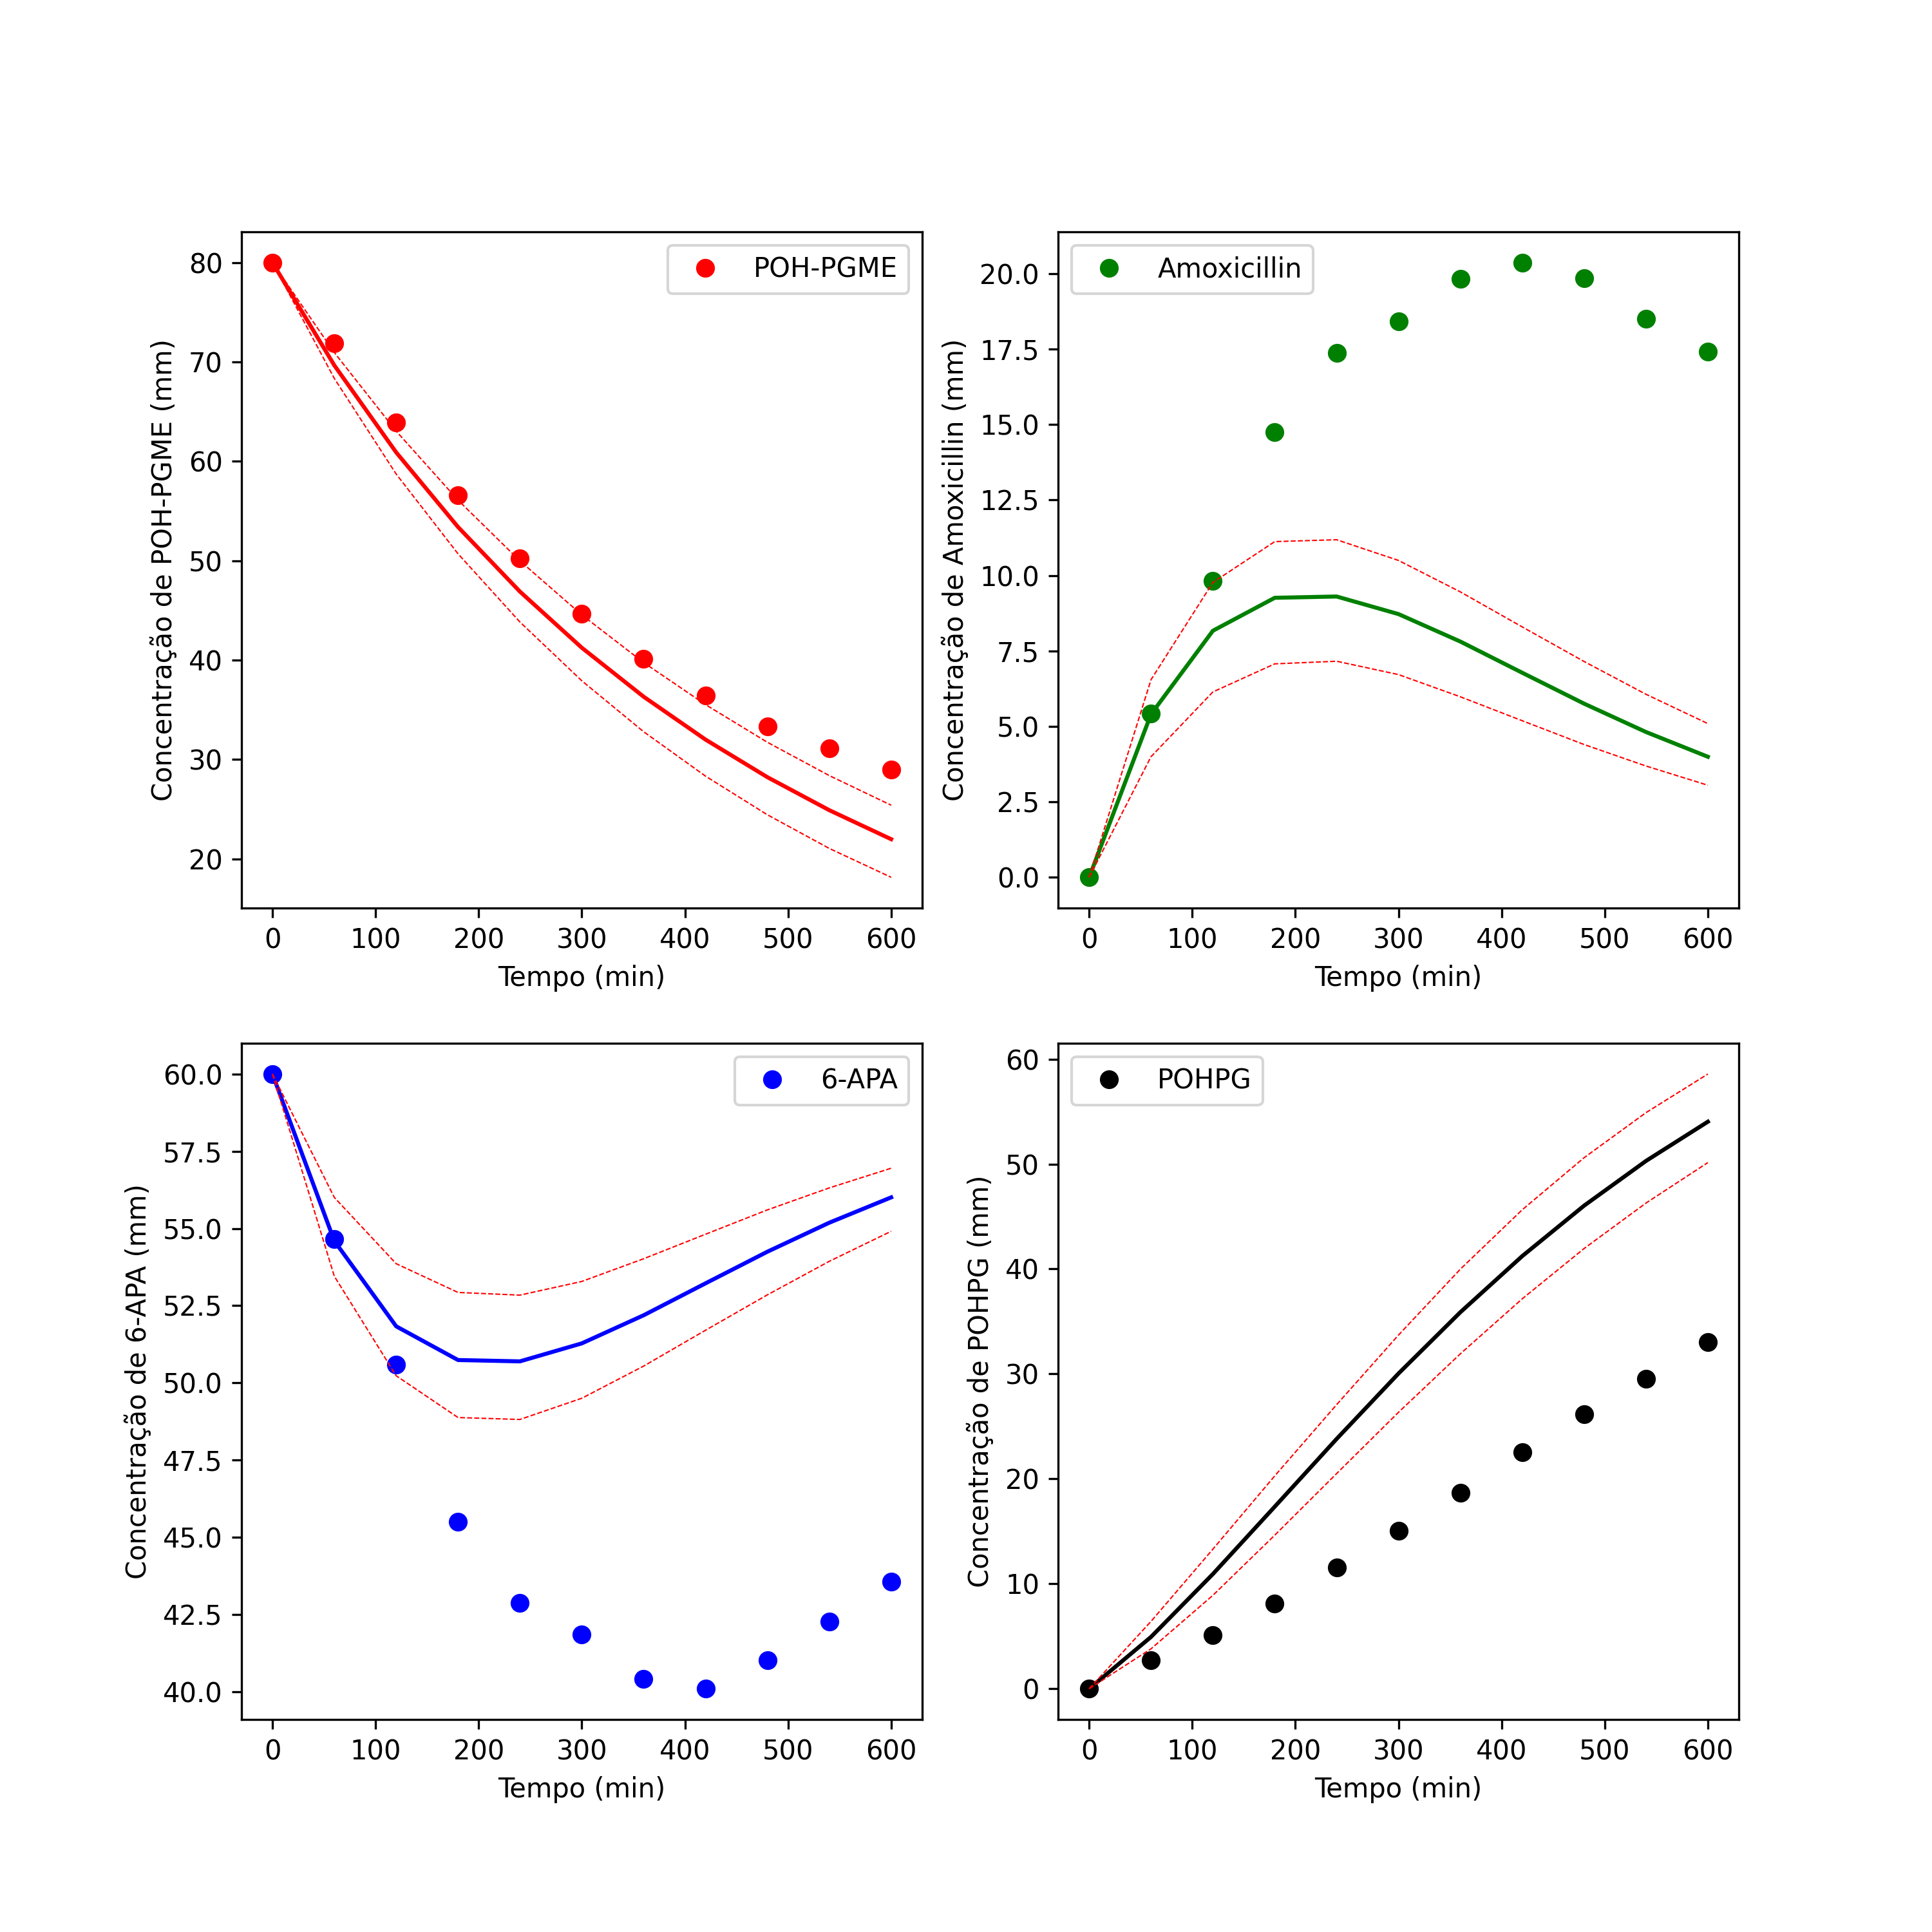 POH-PGME
80
70
60
50
40
30
20
Concentração de POH-PGME (mm)
0 100 200 300 400 500 600
Tempo (min)
Amoxicillin
20.0
17.5
15.0
12.5
10.0
7.5
5.0
2.5
0.0
Concentração de Amoxicillin (mm)
0 100 200 300 400 500 600
Tempo (min)
6-APA
60.0
57.5
55.0
52.5
50.0
47.5
45.0
42.5
40.0
Concentração de 6-APA (mm)
0 100 200 300 400 500 600
Tempo (min)
POHPG
60
50
40
30
20
10
0
Concentração de POHPG (mm)
0 100 200 300 400 500 600
Tempo (min)